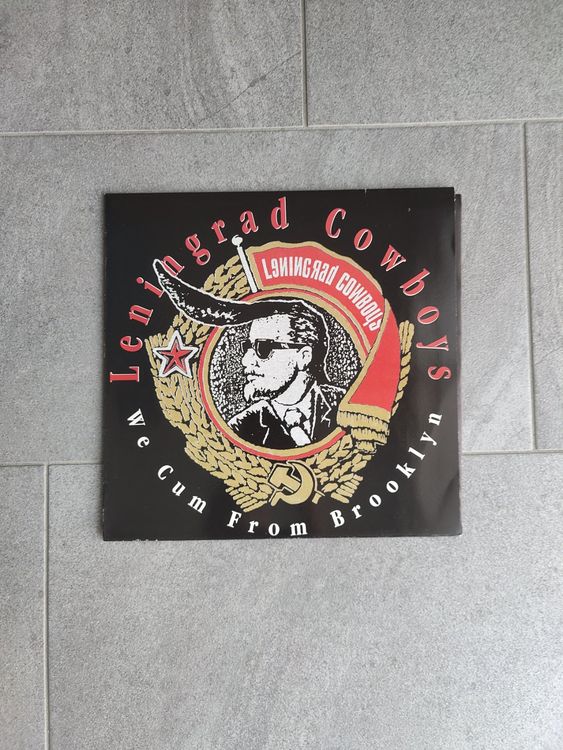 Leningrad Cowboys
LeNiNGRaD COWBOYS
We Cum From Brooklyn